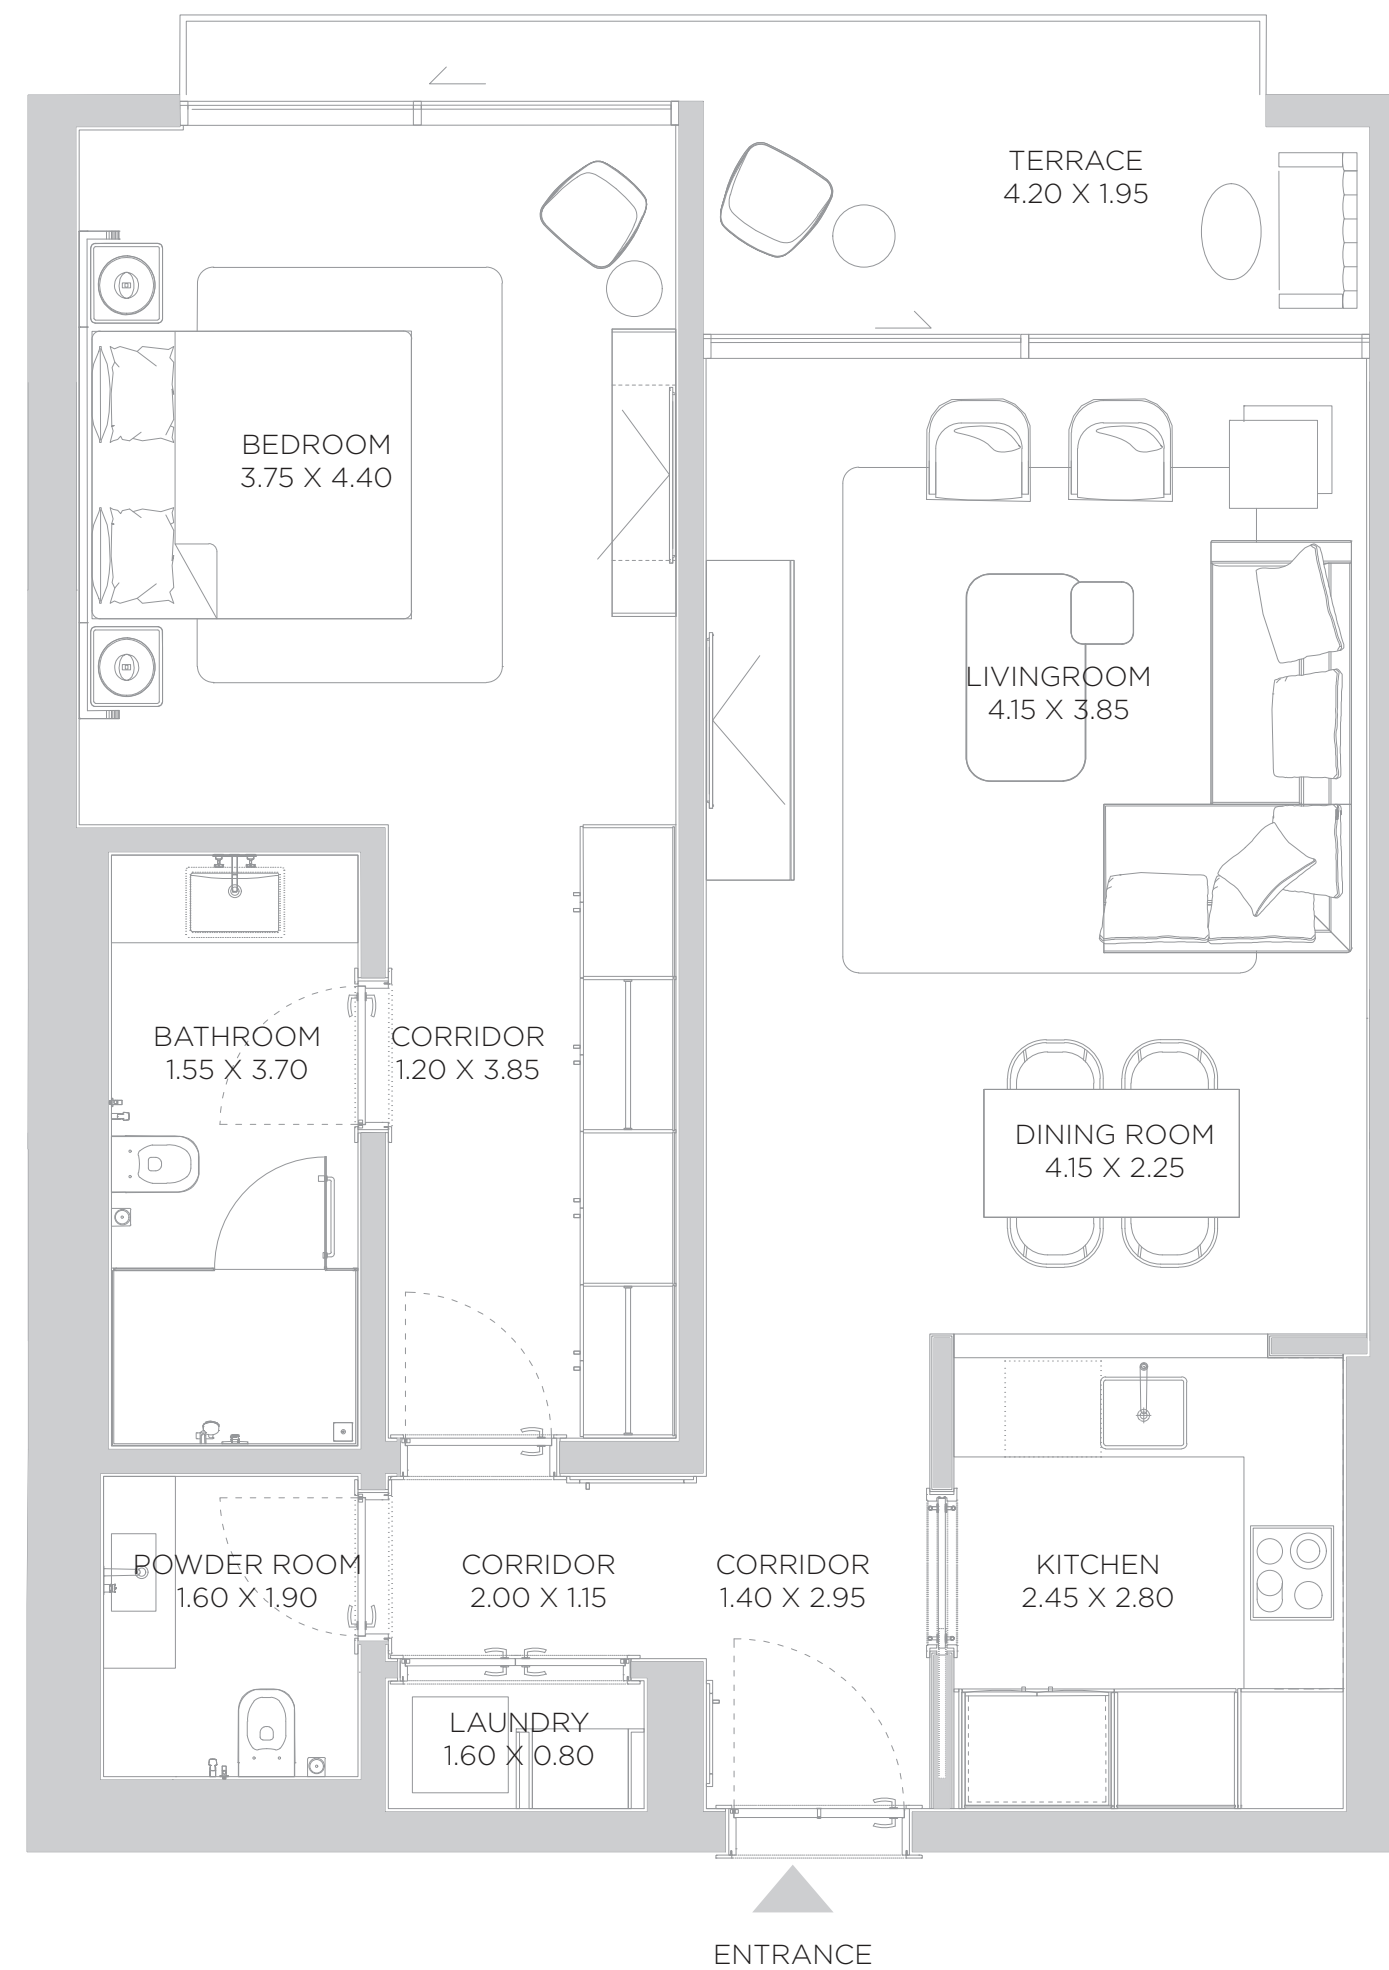 TERRACE
4.20 X 1.95
BEDROOM
3.75 X 4.40
LIVINGROOM
4.15 X 3.85
BATHROOM
1.55 X 3.70
CORRIDOR
1.20 X 3.85
DINING ROOM
4.15 X 2.25
POWDER ROOM
1.60 X 1.90
CORRIDOR
2.00 X 1.15
CORRIDOR
1.40 X 2.95
KITCHEN
2.45 X 2.80
LAUNDRY
1.60 X 0.80
ENTRANCE